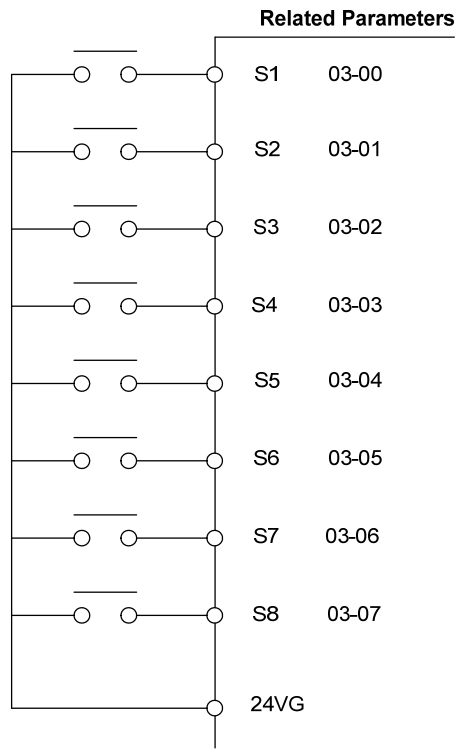 Related Parameters
S1 03-00
S2 03-01
S3 03-02
S4 03-03
S5 03-04
S6 03-05
S7 03-06
S8 03-07
24VG